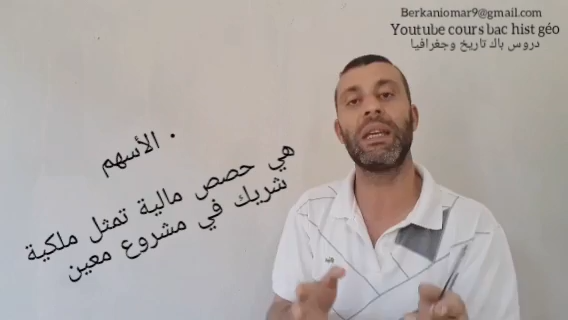 Berkaniomar9@gmail.com
Youtube cours bac hist géo
دروس باك تاريخ وجغرافيا
• الأسهم
هي حصص مالية تمثل ملكية
شريك في مشروع معين